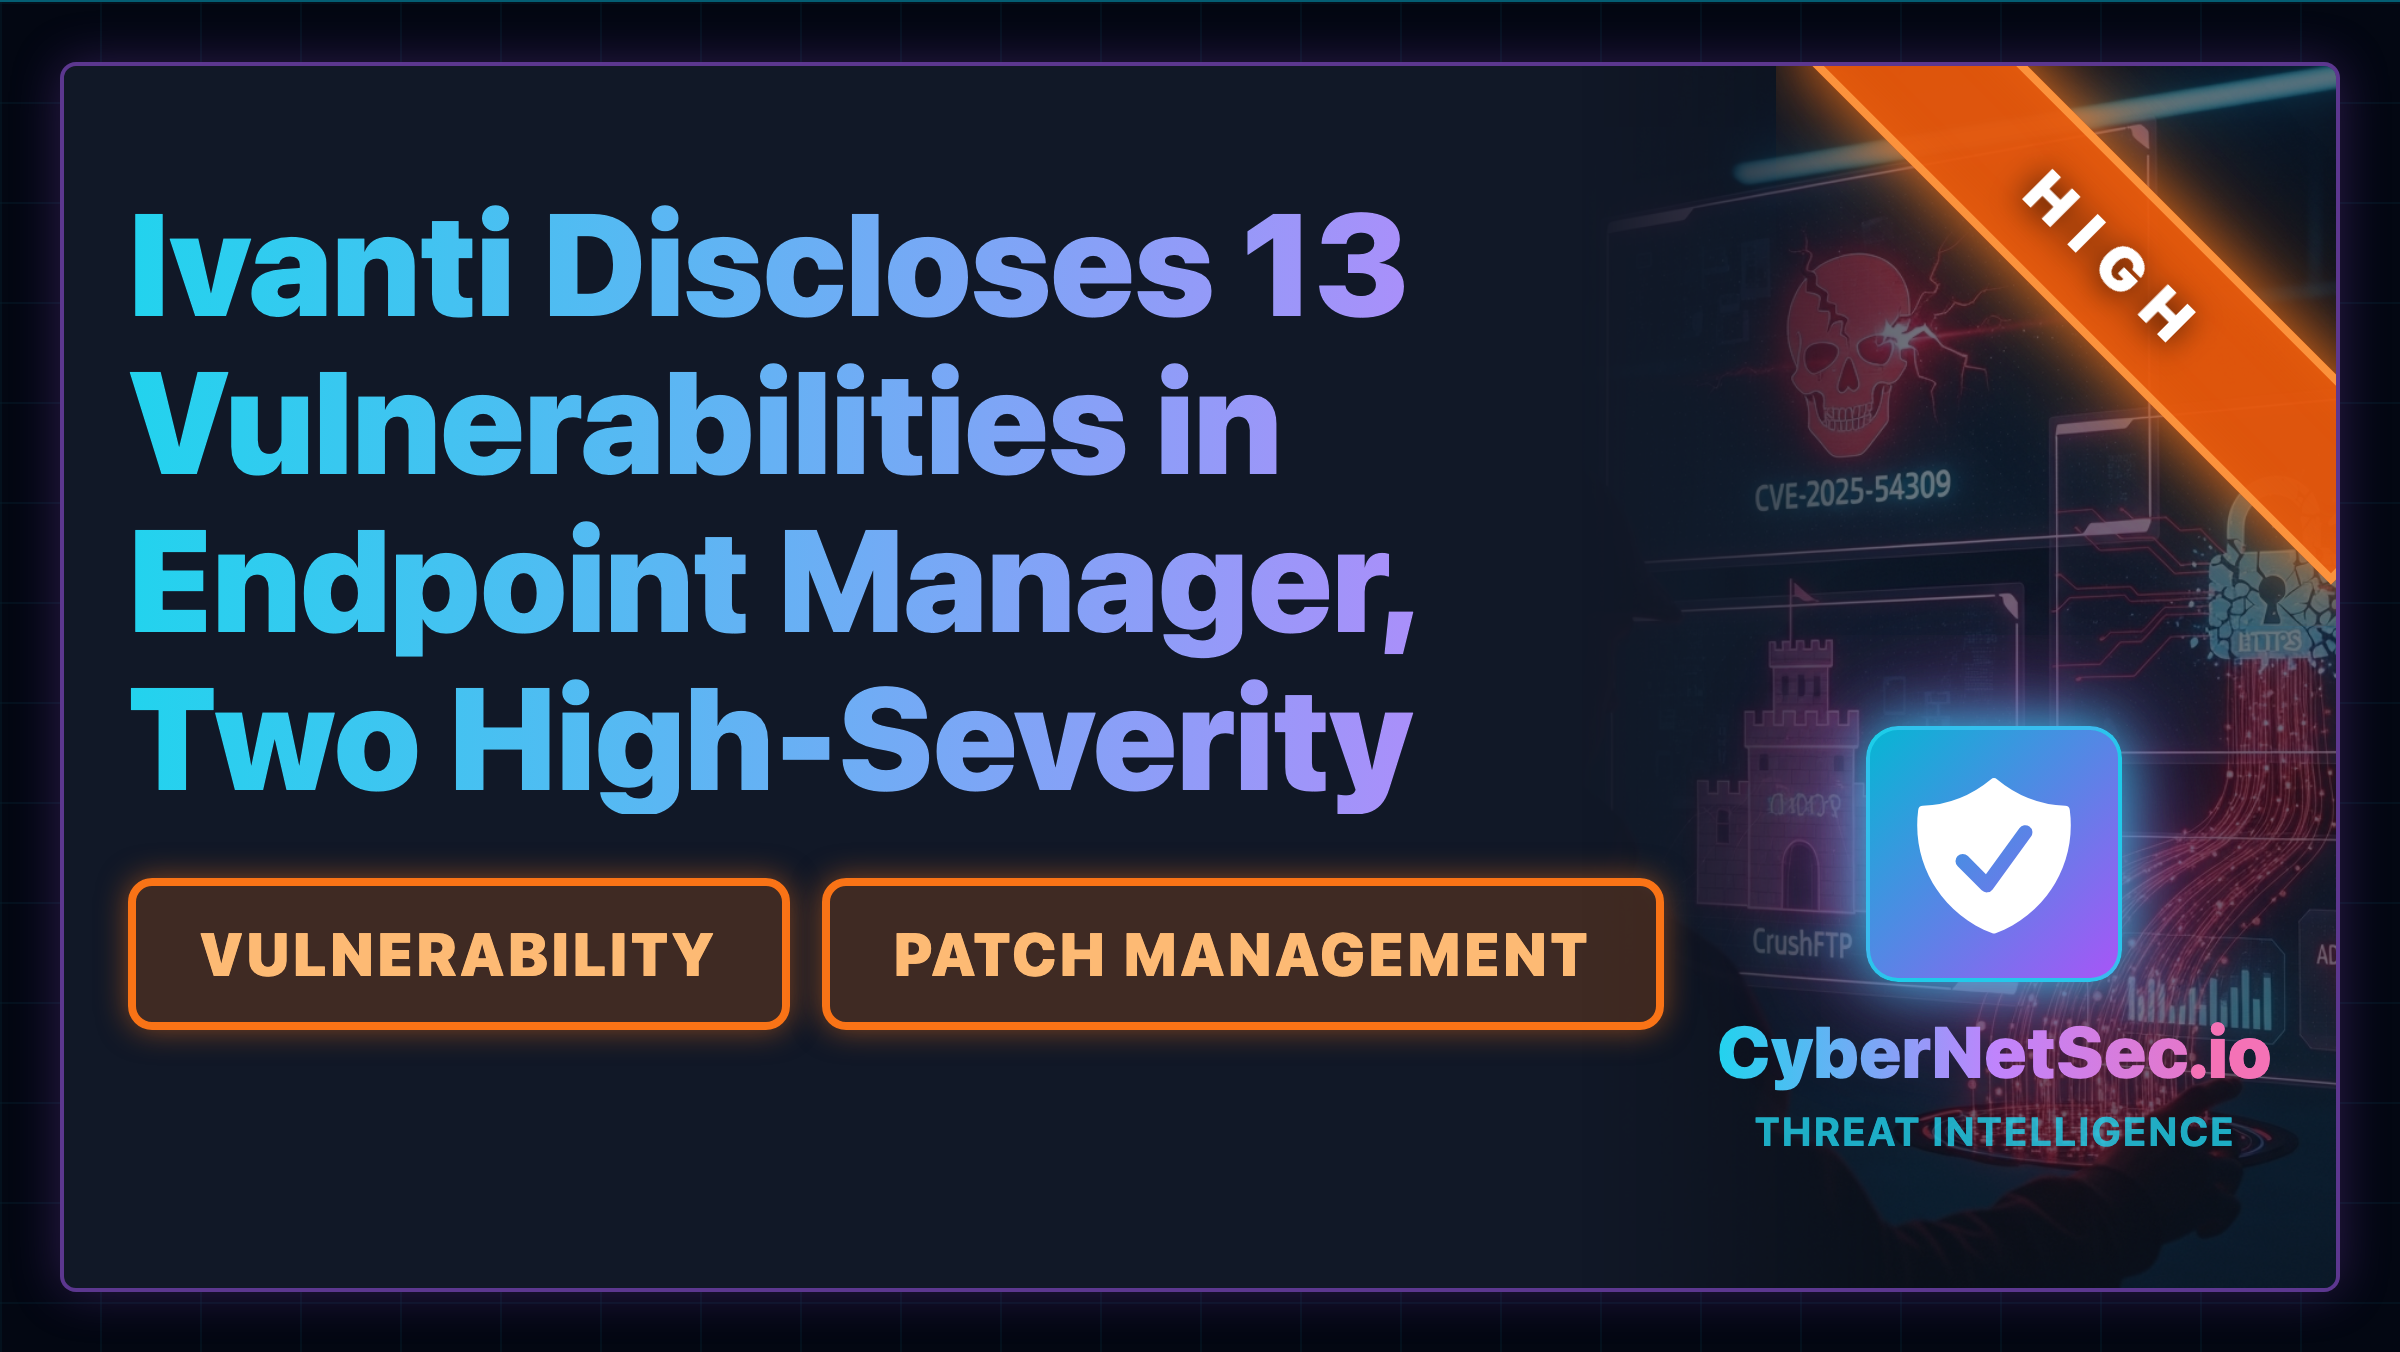 Ivanti Discloses 13
Vulnerabilities in
Endpoint Manager,
Two High-Severity
VULNERABILITY
PATCH MANAGEMENT
HIGH
CVE-2025-54309
HTTPS
CrushFTP
CyberNetSec.io
THREAT INTELLIGENCE